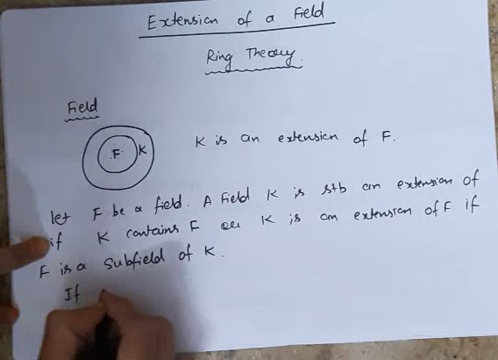 Extension of a Field
Ring Theory.
Field
F K
K is an extension of F.
let F be a field. A Field K is stb an extension of
if K contains F or K is an extension of F if
F is a subfield of K.
If